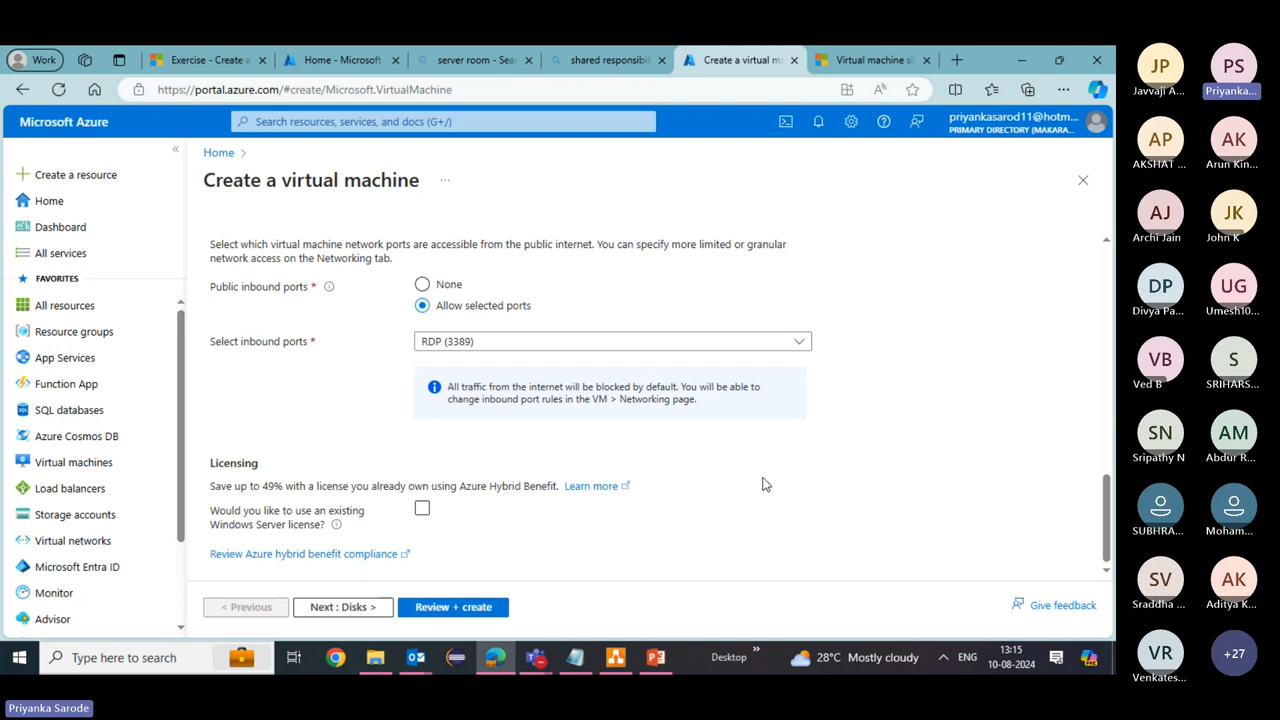 Work
Exercise - Create a
Home - Microsoft
server room - Sea
shared responsibil
Create a virtual m
Virtual machine si
https://portal.azure.com/#create/Microsoft.VirtualMachine
Microsoft Azure
Search resources, services, and docs (G+/)
priyankasarod11@hotm...
PRIMARY DIRECTORY (MAKARA...
Create a resource
Home
Dashboard
All services
FAVORITES
All resources
Resource groups
App Services
Function App
SQL databases
Azure Cosmos DB
Virtual machines
Load balancers
Storage accounts
Virtual networks
Microsoft Entra ID
Monitor
Advisor
Home >
Create a virtual machine ...
Select which virtual machine network ports are accessible from the public internet. You can specify more limited or granular
network access on the Networking tab.
Public inbound ports *
None
Allow selected ports
Select inbound ports *
RDP (3389)
All traffic from the internet will be blocked by default. You will be able to
change inbound port rules in the VM > Networking page.
Licensing
Save up to 49% with a license you already own using Azure Hybrid Benefit. Learn more
Would you like to use an existing
Windows Server license?
Review Azure hybrid benefit compliance
< Previous
Next : Disks >
Review + create
Give feedback
Type here to search
Desktop
28°C Mostly cloudy
ENG
13:15
10-08-2024
Priyanka Sarode
JP
Javvaji A...
PS
Priyanka...
AP
AKSHAT ...
AK
Arun Kin...
AJ
Archi Jain
JK
John K
DP
Divya Pa...
UG
Umesh10...
VB
Ved B
S
SRIHARS...
SN
Sripathy N
AM
Abdur R...
SUBHRA...
Moham...
SV
Sraddha ...
AK
Aditya K...
VR
Venkates...
+27